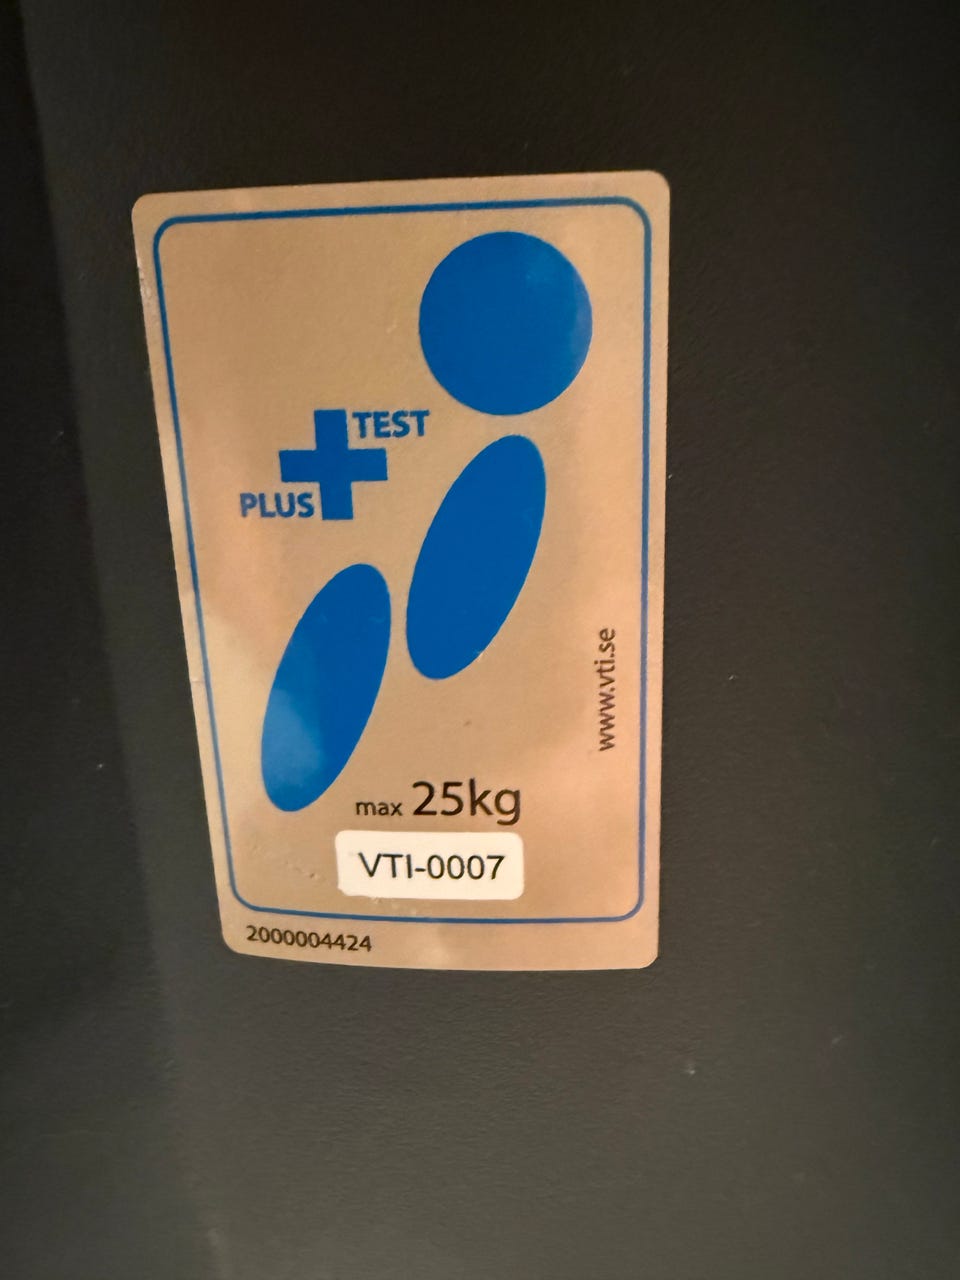 TEST
PLUS
www.vti.se
max 25kg
VTI-0007
2000004424